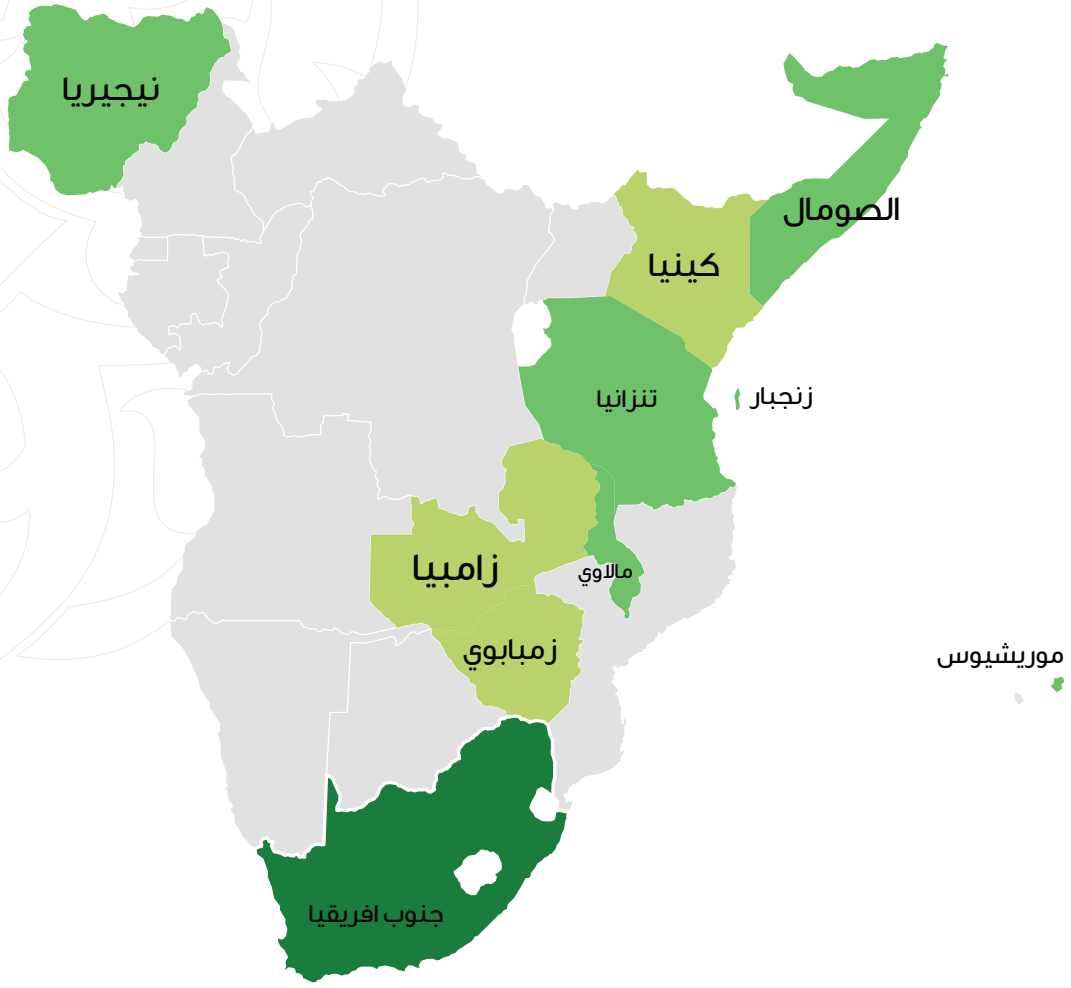 نيجيريا
الصومال
كينيا
زنجبار
تنزانيا
زامبيا
مالاوي
زمبابوي
موريشيوس
جنوب افريقيا